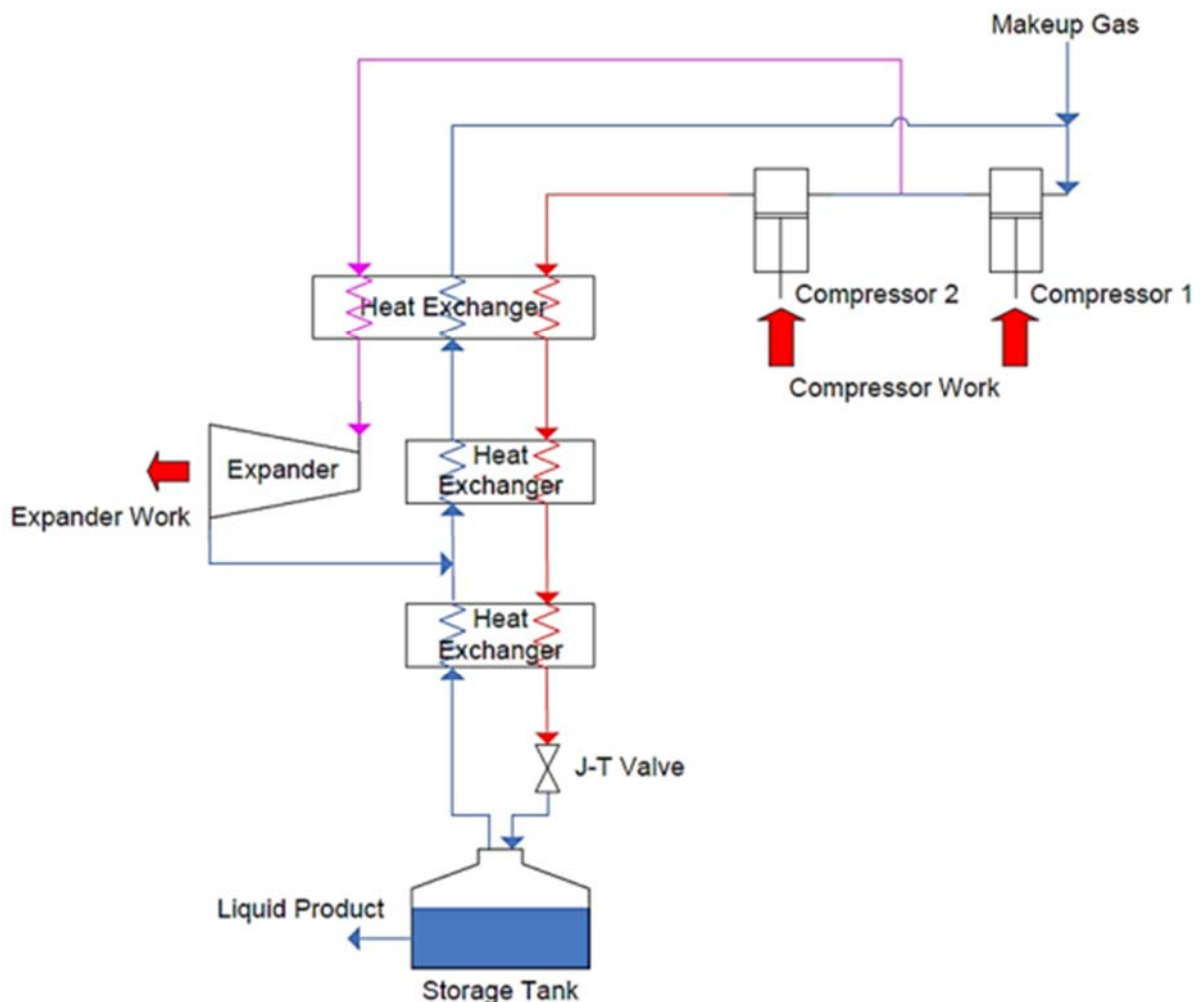 Makeup Gas
Compressor 2
Compressor 1
Heat Exchanger
Compressor Work
Expander
Heat
Exchanger
Expander Work
Heat
Exchanger
J-T Valve
Liquid Product
Storage Tank